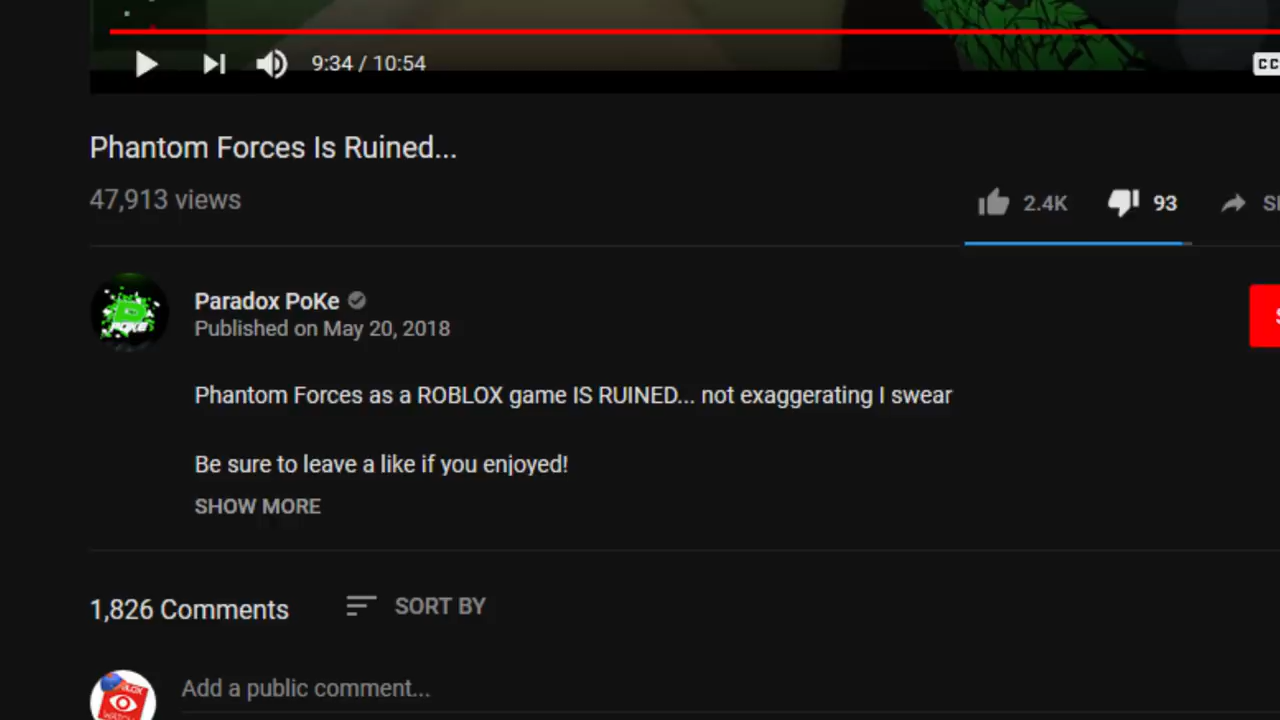 9:34 / 10:54
CC
Phantom Forces Is Ruined...
47,913 views
2.4K
93
Paradox PoKe
Published on May 20, 2018
Phantom Forces as a ROBLOX game IS RUINED... not exaggerating I swear
Be sure to leave a like if you enjoyed!
SHOW MORE
1,826 Comments
SORT BY
Add a public comment...